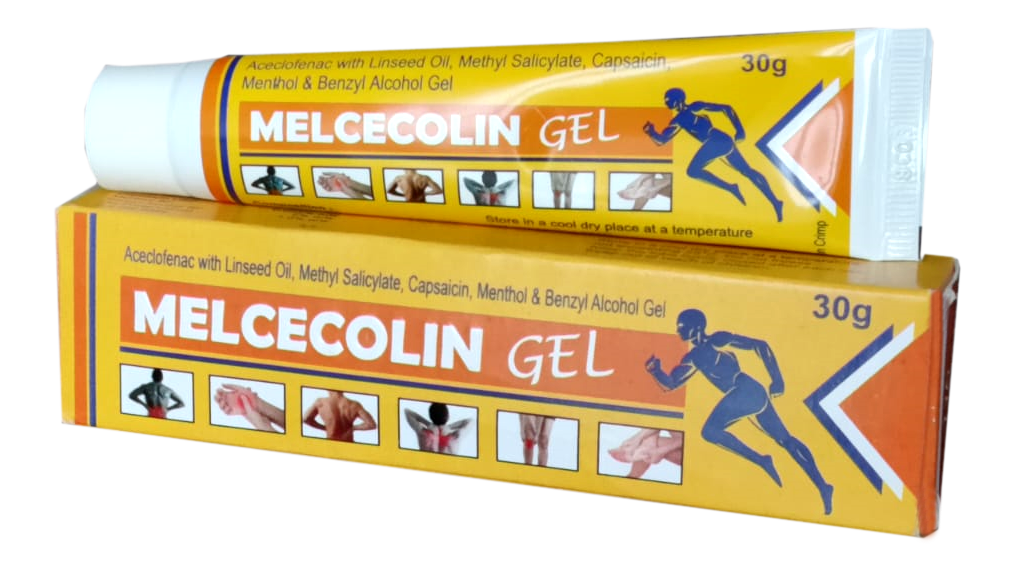 Aceclofenac with Linseed Oil, Methyl Salicylate, Capsaicin,
Menthol & Benzyl Alcohol Gel
30g
MELCECOLIN GEL
Store in a cool dry place at a temperature
Crimp
Aceclofenac with Linseed Oil, Methyl Salicylate, Capsaicin, Menthol & Benzyl Alcohol Gel
30g
MELCECOLIN GEL